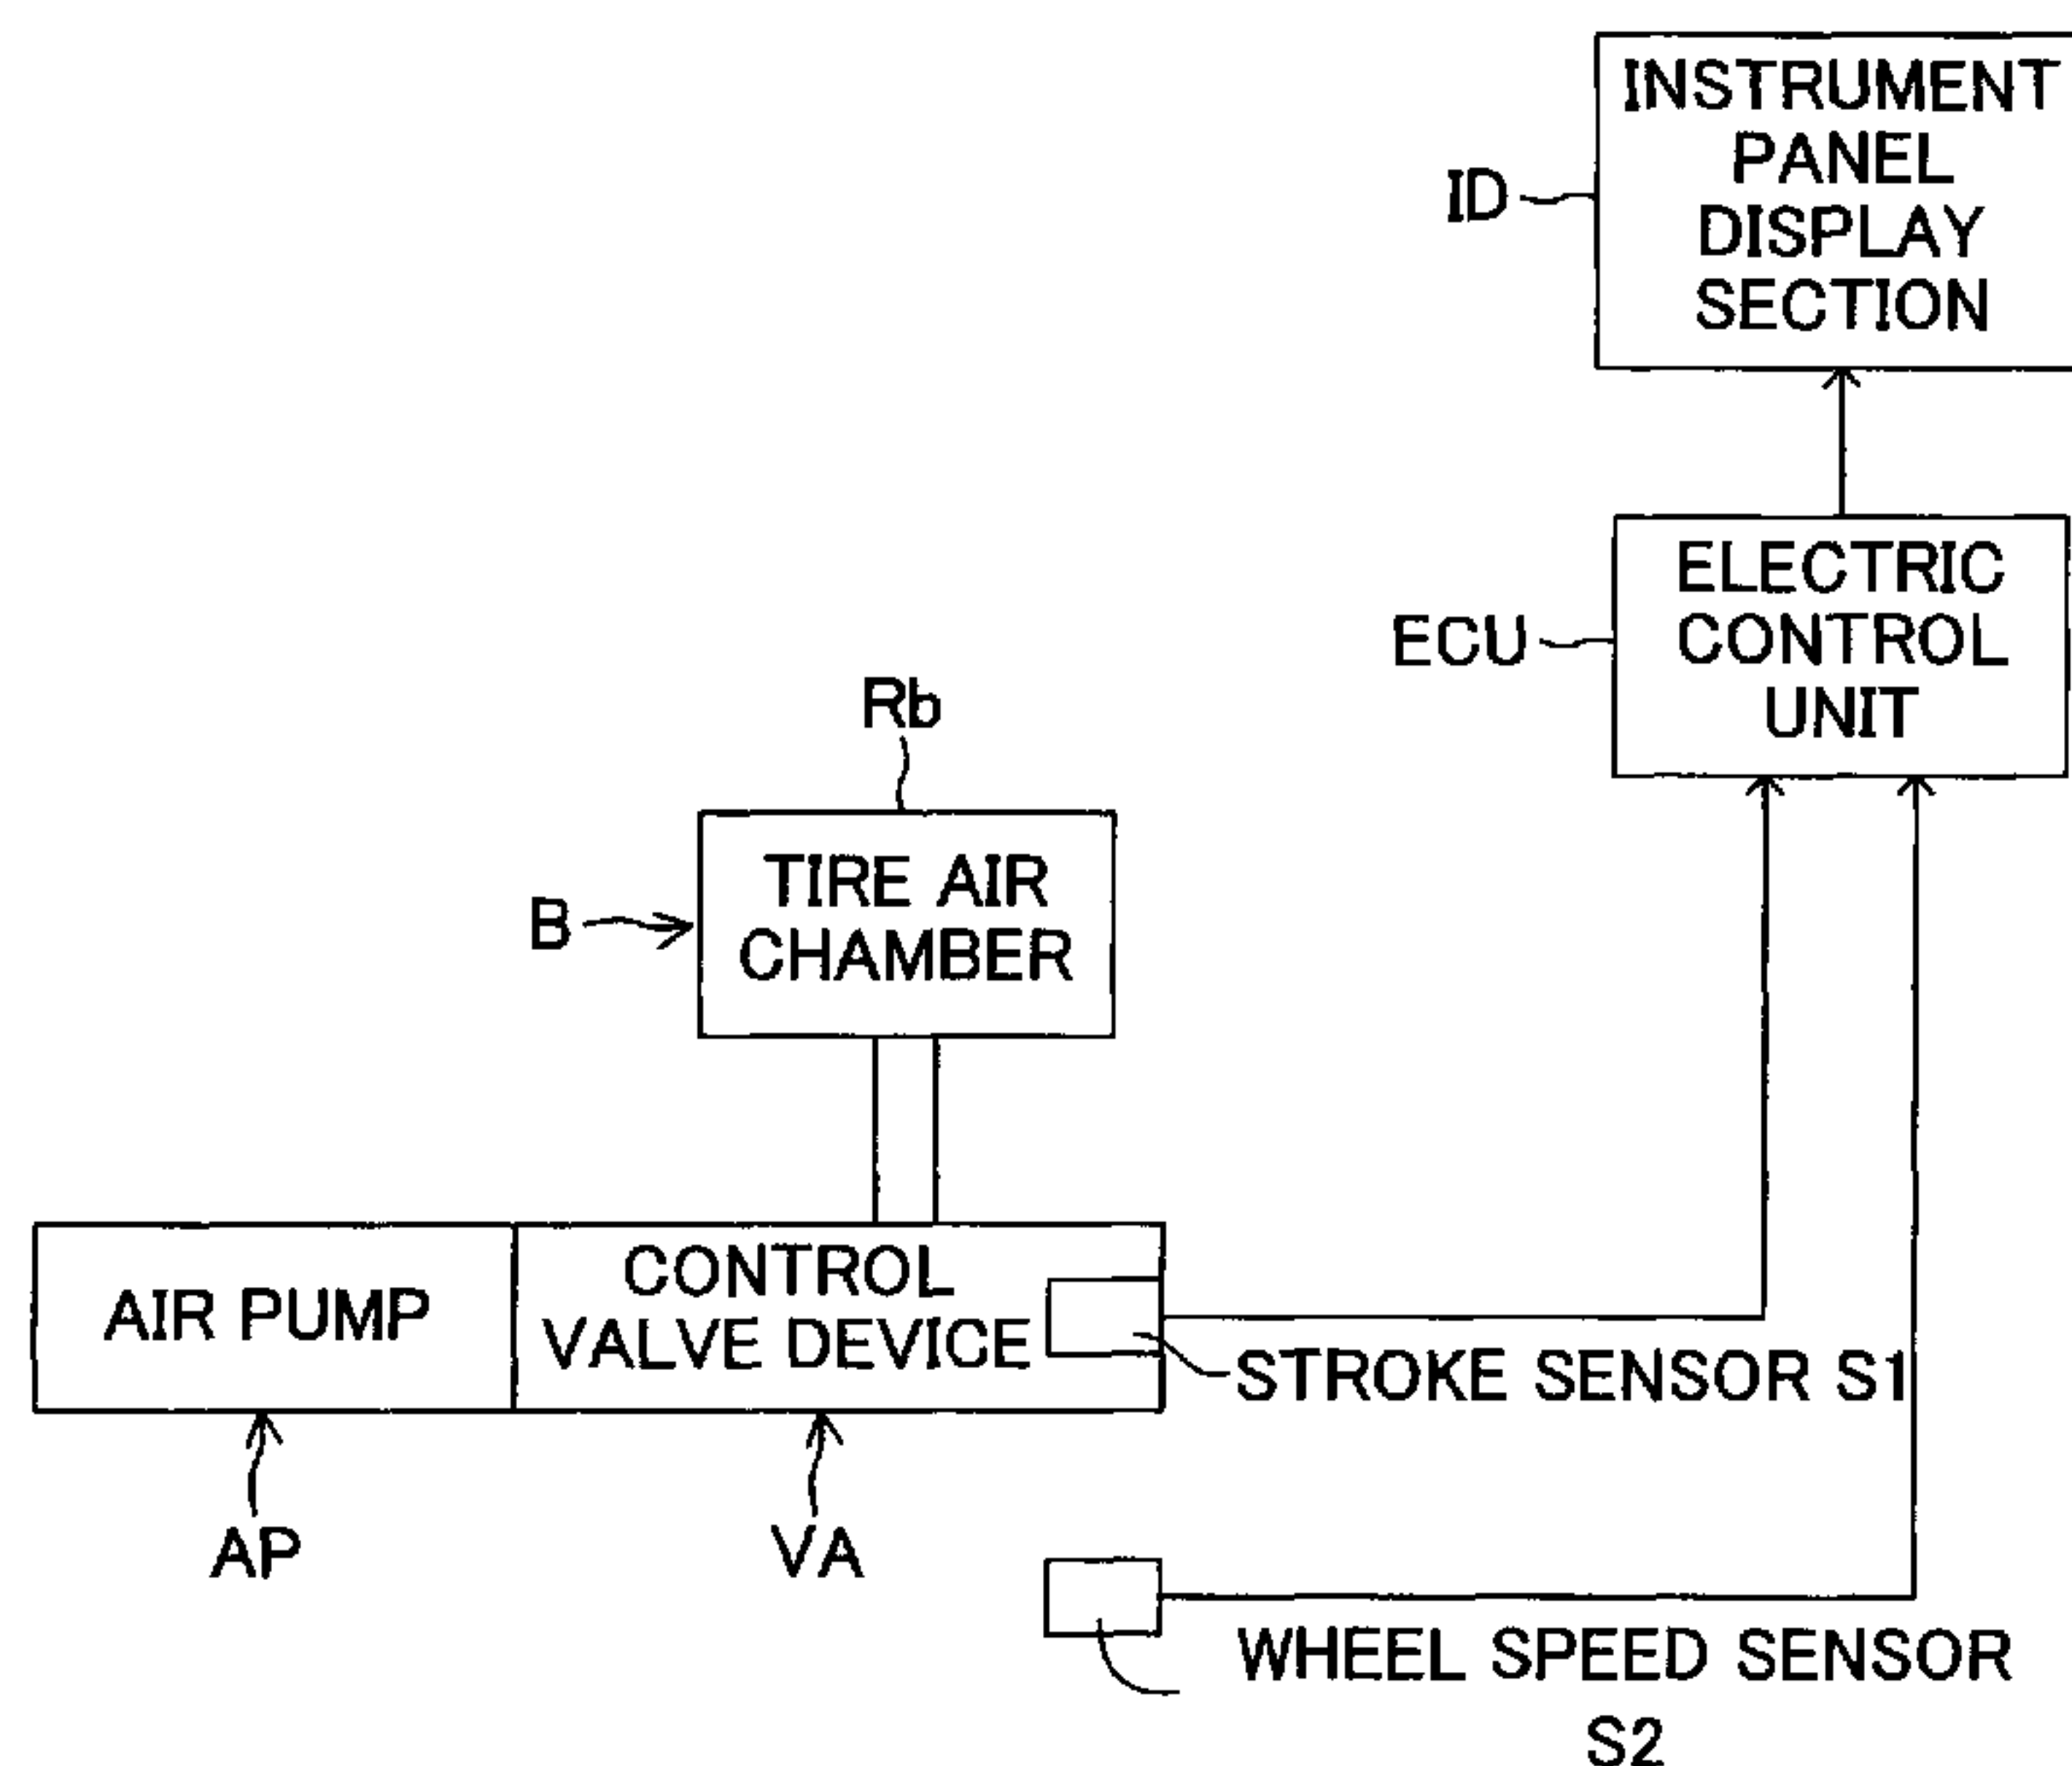 INSTRUMENT
PANEL
DISPLAY
SECTION
ID
ELECTRIC
CONTROL
UNIT
ECU
Rb
TIRE AIR
CHAMBER
B
AIR PUMP
CONTROL
VALVE DEVICE
STROKE SENSOR S1
AP
VA
WHEEL SPEED SENSOR
S2